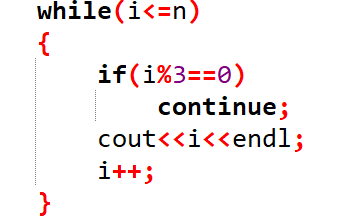 while(i<=n)
{
if(i%3==0)
continue;
cout<<i<<endl;
i++;
}